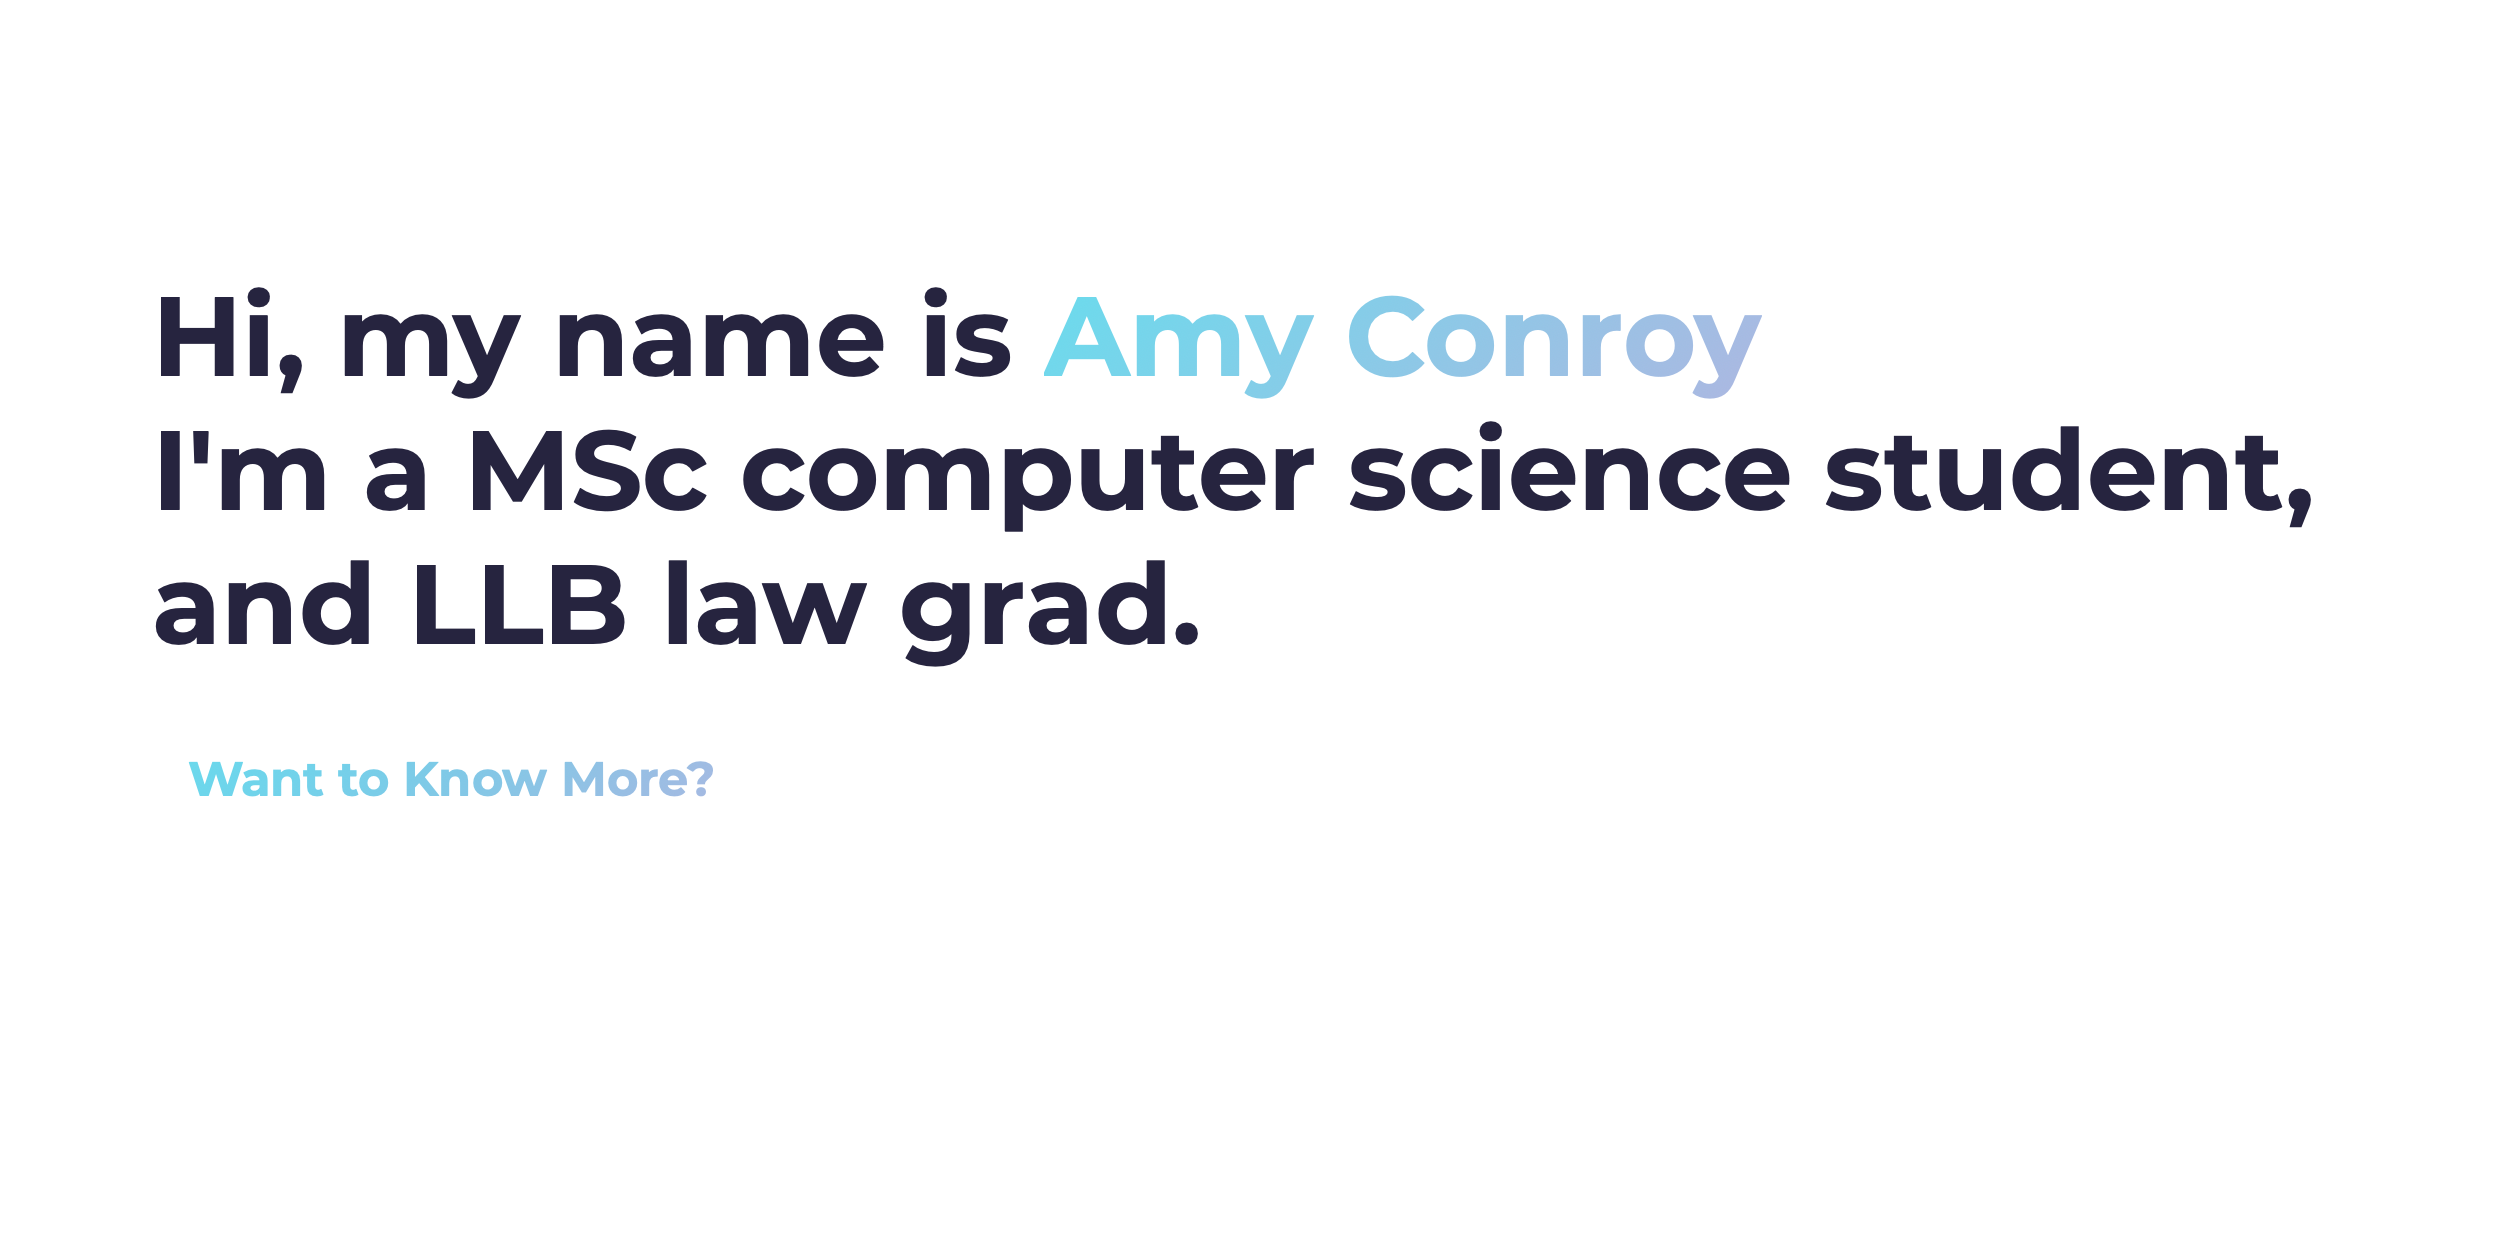 Hi, my name is Amy Conroy
I'm a MSc computer science student,
and LLB law grad.
Want to Know More?